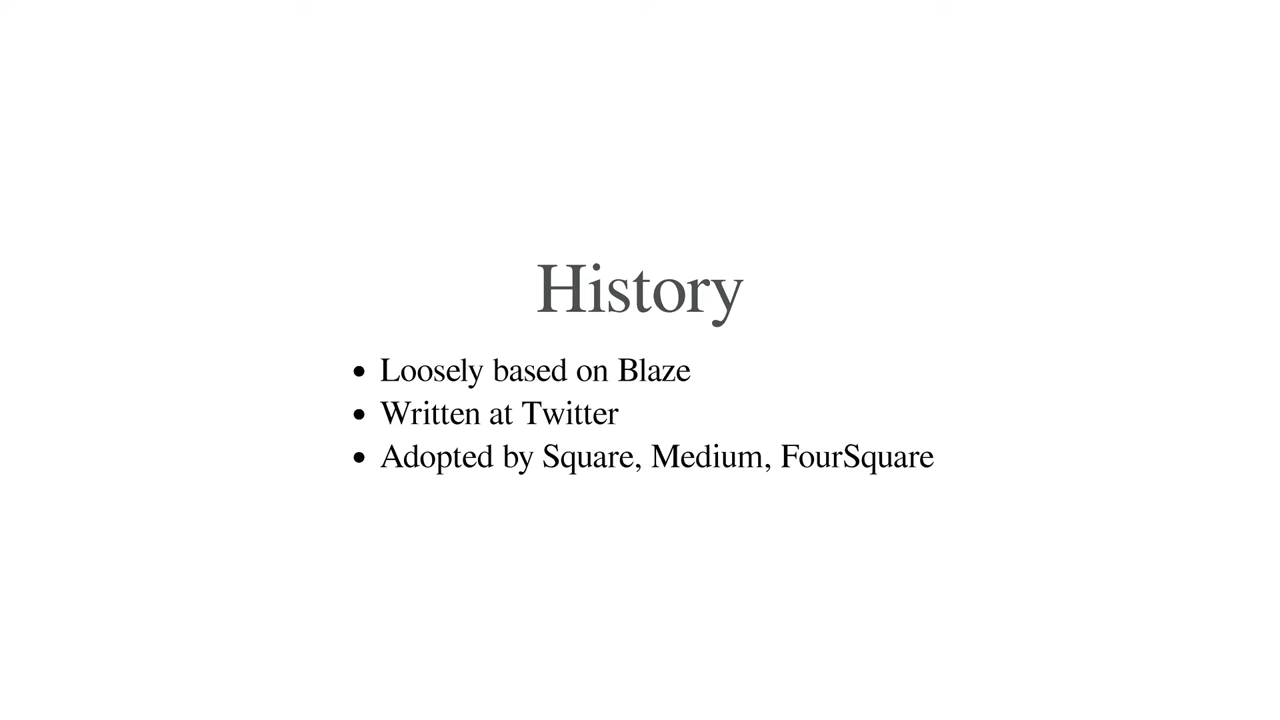 History
• Loosely based on Blaze
• Written at Twitter
• Adopted by Square, Medium, FourSquare